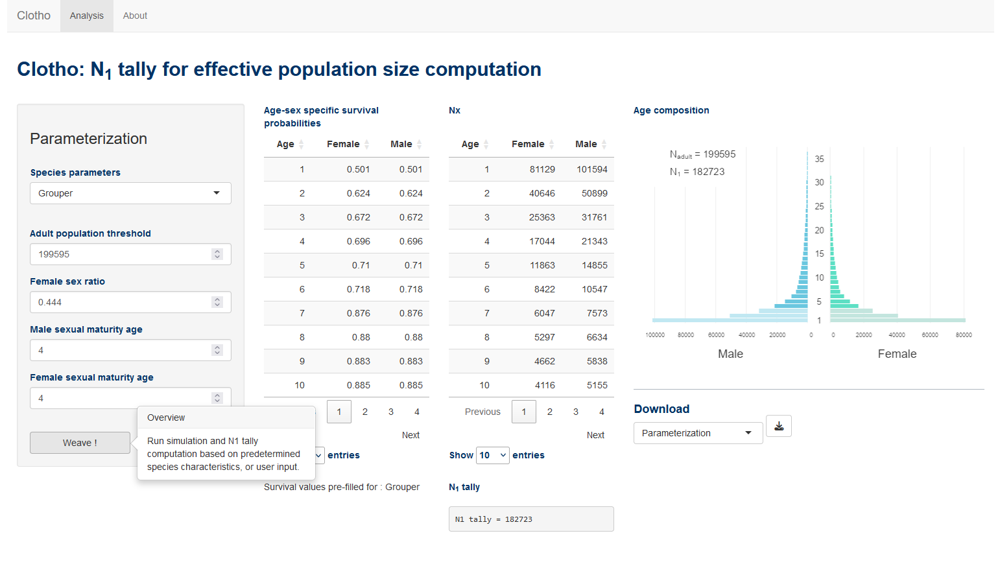 Clotho Analysis About
Clotho: N1 tally for effective population size computation
Parameterization
Species parameters
Grouper
Adult population threshold
199595
Female sex ratio
0.444
Male sexual maturity age
4
Female sexual maturity age
4
Weave !
Overview
Run simulation and N1 tally
computation based on predetermined
species characteristics, or user input.
Age-sex specific survival
probabilities
Age Female Male
1 0.501 0.501
2 0.624 0.624
3 0.672 0.672
4 0.696 0.696
5 0.71 0.71
6 0.718 0.718
7 0.876 0.876
8 0.88 0.88
9 0.883 0.883
10 0.885 0.885
1 2 3 4
Next
entries
Survival values pre-filled for : Grouper
Nx
Age Female Male
1 81129 101594
2 40646 50899
3 25363 31761
4 17044 21343
5 11863 14855
6 8422 10547
7 6047 7573
8 5297 6634
9 4662 5838
10 4116 5155
Previous 1 2 3 4
Next
Show 10 entries
N1 tally
N1 tally = 182723
Age composition
Nadult = 199595
N1 = 182723
35
30
25
20
15
10
5
1
100000 80000 60000 40000 20000 0 0 20000 40000 60000 80000
Male Female
Download
Parameterization